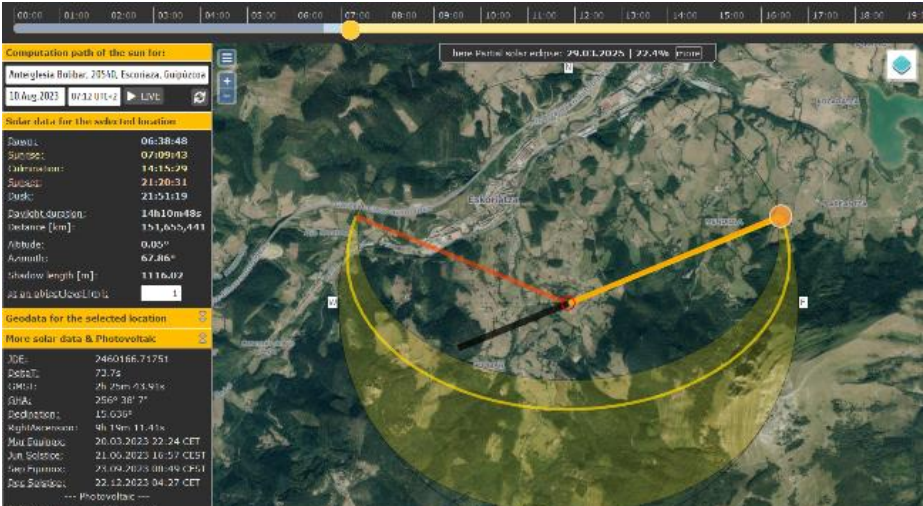 00:00 01:00 02:00 03:00 04:00 05:00 06:00 07:00 08:00 09:00 10:00 11:00 12:00 13:00 14:00 15:00 16:00 17:00 18:00
Computation path of the sun for:
Anteiglesia Bolibar, 20540, Escoriaza, Guipúzcoa
10.Aug.2023 07:12 UTC+2 LIVE
Solar data for the selected location
Dawn: 06:38:48
Sunrise: 07:09:43
Culmination: 14:15:29
Sunset: 21:20:31
Dusk: 21:51:19
Daylight duration: 14h10m48s
Distance [km]: 151,655,441
Altitude: 0.05°
Azimuth: 67.86°
Shadow length [m]: 1116.02
at an object level [m]: 1
Geodata for the selected location
More solar data & Photovoltaic
JDE: 2460166.71751
DeltaT: 73.7s
GMST: 2h 25m 43.91s
GHA: 256° 38' 7"
Declination: 15.636°
RightAscension: 9h 19m 11.41s
Mar Equinox: 20.03.2023 22:24 CET
Jun Solstice: 21.06.2023 16:57 CEST
Sep Equinox: 23.09.2023 08:49 CEST
Dec Solstice: 22.12.2023 04:27 CET
--- Photovoltaic ---
here Partial solar eclipse: 29.03.2025 | 22.4% more
N
+
−
Eskoriatza
W
E